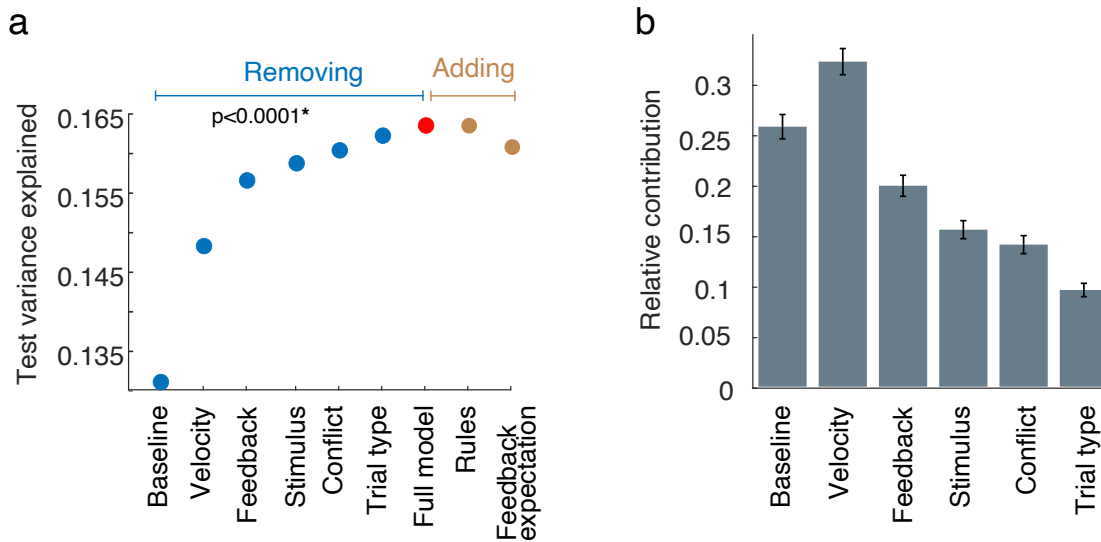 a
Removing
Adding
p<0.0001*
Test variance explained
0.165
0.155
0.145
0.135
Baseline
Velocity
Feedback
Stimulus
Conflict
Trial type
Full model
Rules
Feedback
expectation
b
Relative contribution
0.3
0.25
0.2
0.15
0.1
0.05
0
Baseline
Velocity
Feedback
Stimulus
Conflict
Trial type